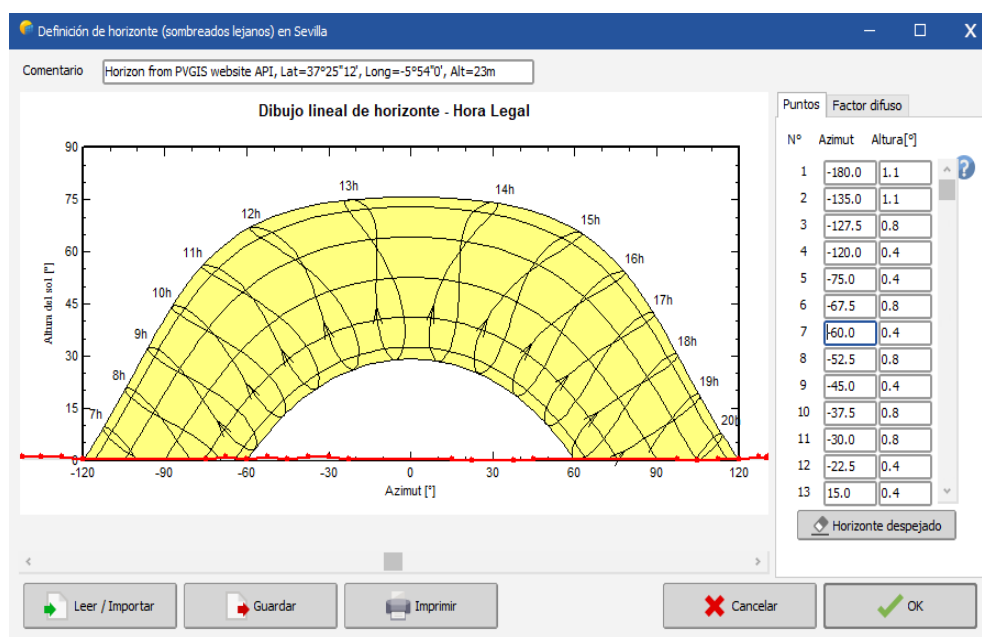 Definición de horizonte (sombreados lejanos) en Sevilla
Comentario Horizon from PVGIS website API, Lat=37°25"12', Long=-5°54"0', Alt=23m
Dibujo lineal de horizonte - Hora Legal
90
75
60
45
30
15
0
Altura del sol [°]
7h
8h
9h
10h
11h
12h
13h
14h
15h
16h
17h
18h
19h
20h
-120 -90 -60 -30 0 30 60 90 120
Azimut [°]
Puntos Factor difuso
N° Azimut Altura[°]
1 -180.0 1.1
2 -135.0 1.1
3 -127.5 0.8
4 -120.0 0.4
5 -75.0 0.4
6 -67.5 0.8
7 -60.0 0.4
8 -52.5 0.8
9 -45.0 0.4
10 -37.5 0.8
11 -30.0 0.8
12 -22.5 0.4
13 15.0 0.4
?
Horizonte despejado
Leer / Importar Guardar Imprimir Cancelar OK